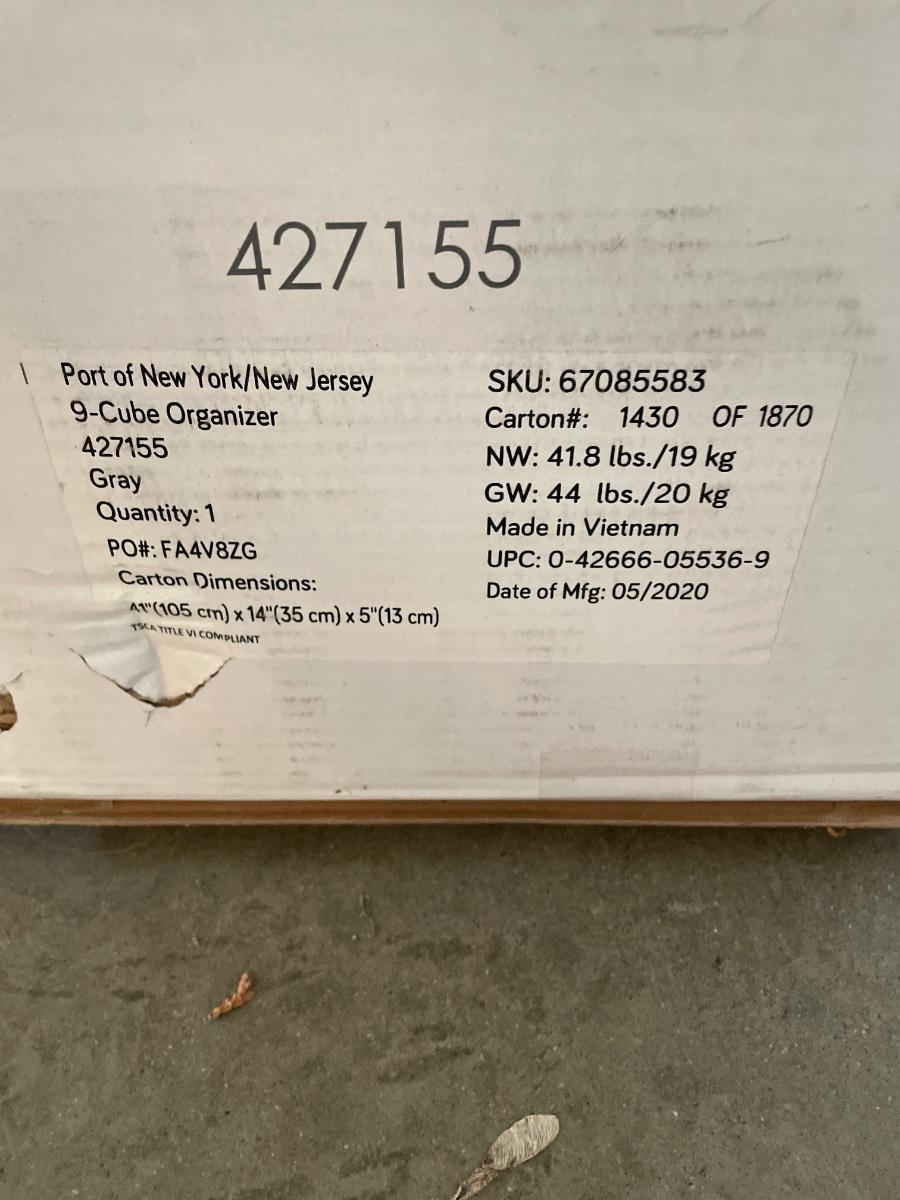 427155
Port of New York/New Jersey
9-Cube Organizer
427155
Gray
Quantity: 1
PO#: FA4V8ZG
Carton Dimensions:
41"(105 cm) x 14"(35 cm) x 5"(13 cm)
TSCA TITLE VI COMPLIANT
SKU: 67085583
Carton#: 1430 OF 1870
NW: 41.8 lbs./19 kg
GW: 44 lbs./20 kg
Made in Vietnam
UPC: 0-42666-05536-9
Date of Mfg: 05/2020